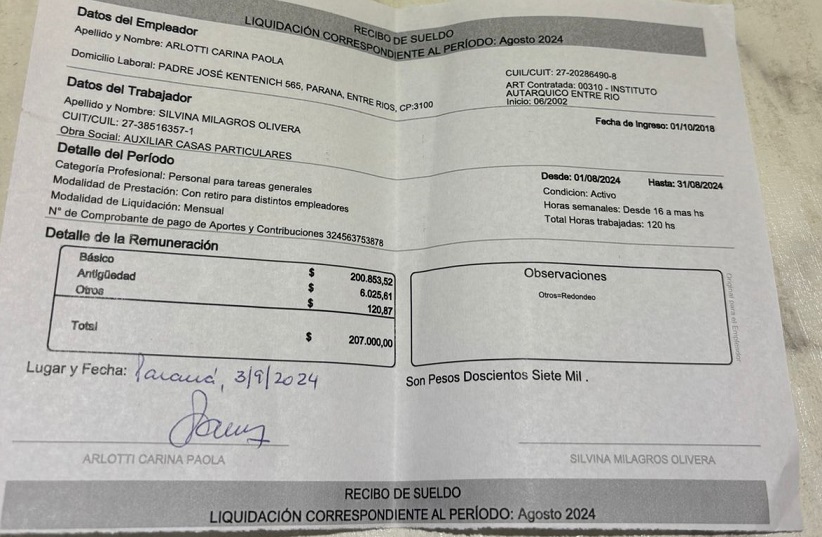 RECIBO DE SUELDO
LIQUIDACIÓN CORRESPONDIENTE AL PERÍODO: Agosto 2024
Datos del Empleador
Apellido y Nombre: ARLOTTI CARINA PAOLA
CUIL/CUIT: 27-20286490-8
Domicilio Laboral: PADRE JOSÉ KENTENICH 565, PARANA, ENTRE RIOS, CP:3100
ART Contratada: 00310 - INSTITUTO
AUTARQUICO ENTRE RIO
Inicio: 06/2002
Datos del Trabajador
Apellido y Nombre: SILVINA MILAGROS OLIVERA
Fecha de Ingreso: 01/10/2018
CUIT/CUIL: 27-38516357-1
Obra Social: AUXILIAR CASAS PARTICULARES
Detalle del Período
Desde: 01/08/2024 Hasta: 31/08/2024
Categoría Profesional: Personal para tareas generales
Condicion: Activo
Modalidad de Prestación: Con retiro para distintos empleadores
Horas semanales: Desde 16 a mas hs
Modalidad de Liquidación: Mensual
Total Horas trabajadas: 120 hs
N° de Comprobante de pago de Aportes y Contribuciones 324563753878
Detalle de la Remuneración
Básico $ 200.853,52
Antigüedad $ 6.025,61
Otros $ 120,87
Total $ 207.000,00
Observaciones
Otros=Redondeo
Original para el Empleador
Lugar y Fecha: Paraná, 3/9/2024
Son Pesos Doscientos Siete Mil .
ARLOTTI CARINA PAOLA
SILVINA MILAGROS OLIVERA
RECIBO DE SUELDO
LIQUIDACIÓN CORRESPONDIENTE AL PERÍODO: Agosto 2024